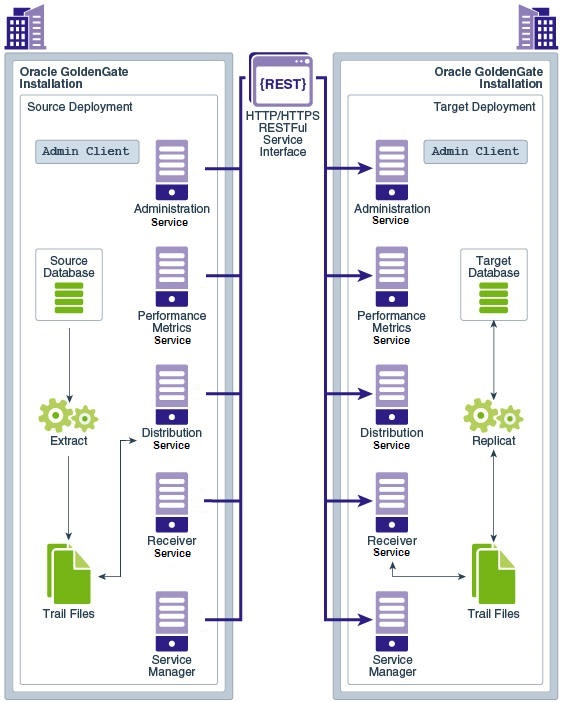 Oracle GoldenGate
Installation
Source Deployment
Admin Client
Administration
Service
Source
Database
Performance
Metrics
Service
Extract
Distribution
Service
Receiver
Service
Trail Files
Service
Manager
{REST}
HTTP/HTTPS
RESTFul
Service
Interface
Oracle GoldenGate
Installation
Target Deployment
Admin Client
Administration
Service
Performance
Metrics
Service
Target
Database
Distribution
Service
Replicat
Receiver
Service
Trail Files
Service
Manager